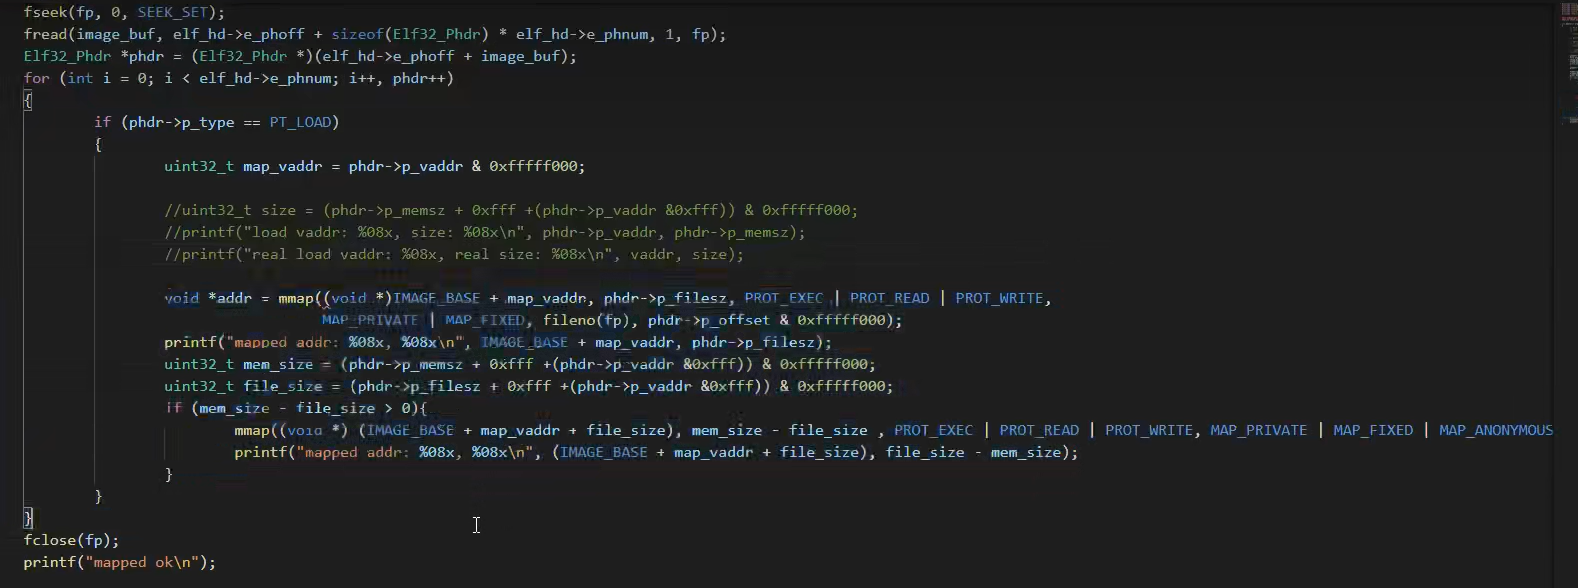 fseek(fp, 0, SEEK_SET);
fread(image_buf, elf_hd->e_phoff + sizeof(Elf32_Phdr) * elf_hd->e_phnum, 1, fp);
Elf32_Phdr *phdr = (Elf32_Phdr *)(elf_hd->e_phoff + image_buf);
for (int i = 0; i < elf_hd->e_phnum; i++, phdr++)
{
if (phdr->p_type == PT_LOAD)
{
uint32_t map_vaddr = phdr->p_vaddr & 0xfffff000;
//uint32_t size = (phdr->p_memsz + 0xfff +(phdr->p_vaddr &0xfff)) & 0xfffff000;
//printf("load vaddr: %08x, size: %08x\n", phdr->p_vaddr, phdr->p_memsz);
//printf("real load vaddr: %08x, real size: %08x\n", vaddr, size);
void *addr = mmap((void *)IMAGE_BASE + map_vaddr, phdr->p_filesz, PROT_EXEC | PROT_READ | PROT_WRITE,
MAP_PRIVATE | MAP_FIXED, fileno(fp), phdr->p_offset & 0xfffff000);
printf("mapped addr: %08x, %08x\n", IMAGE_BASE + map_vaddr, phdr->p_filesz);
uint32_t mem_size = (phdr->p_memsz + 0xfff +(phdr->p_vaddr &0xfff)) & 0xfffff000;
uint32_t file_size = (phdr->p_filesz + 0xfff +(phdr->p_vaddr &0xfff)) & 0xfffff000;
if (mem_size - file_size > 0){
mmap((void *) (IMAGE_BASE + map_vaddr + file_size), mem_size - file_size , PROT_EXEC | PROT_READ | PROT_WRITE, MAP_PRIVATE | MAP_FIXED | MAP_ANONYMOUS
printf("mapped addr: %08x, %08x\n", (IMAGE_BASE + map_vaddr + file_size), file_size - mem_size);
}
}
}
fclose(fp);
printf("mapped ok\n");